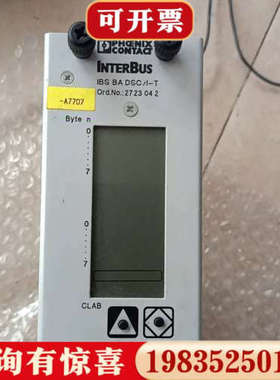 可开票
PHOENIX
CONTACT
INTERBUS
IBS BA DSC/I-T
Ord.No.: 27 23 04 2
-A7707
Byte n
0
7
0
7
CLAB
询有惊喜
198352501